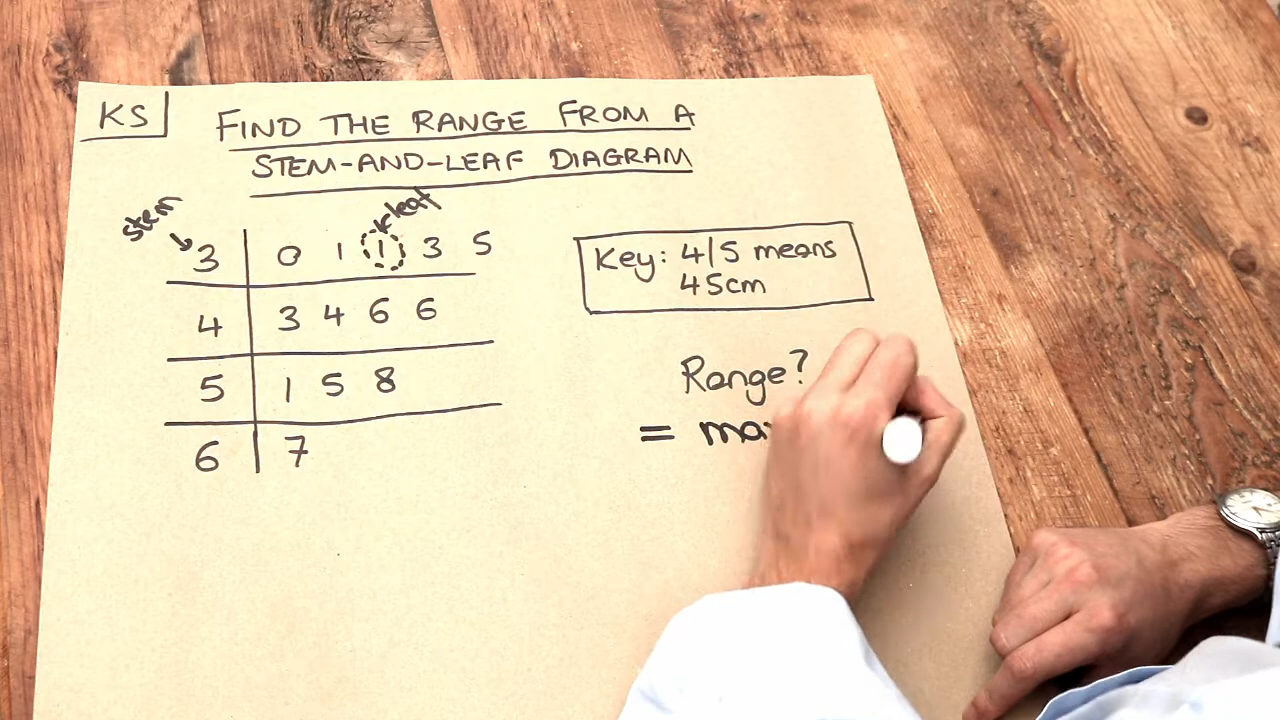 KS
FIND THE RANGE FROM A
STEM-AND-LEAF DIAGRAM
stem
leaf
3 0 1 1 3 5
4 3 4 6 6
5 1 5 8
6 7
Key: 4|5 means
45cm
Range?
=